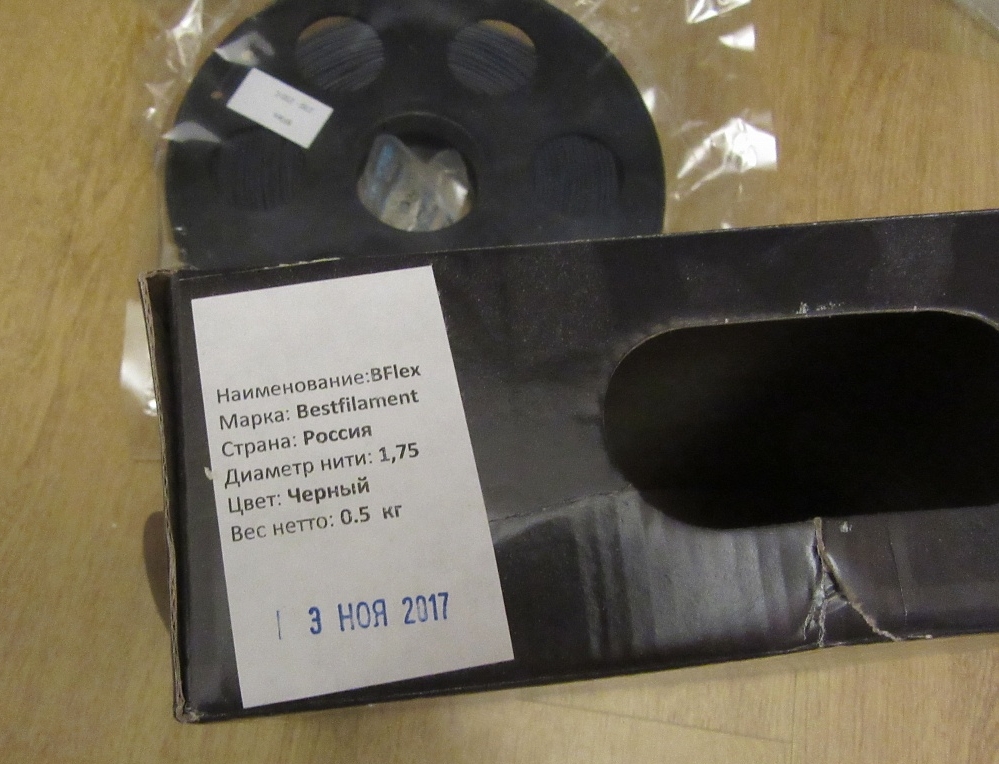 Наименование:BFlex
Марка: Bestfilament
Страна: Россия
Диаметр нити: 1,75
Цвет: Черный
Вес нетто: 0.5 кг
3 НОЯ 2017